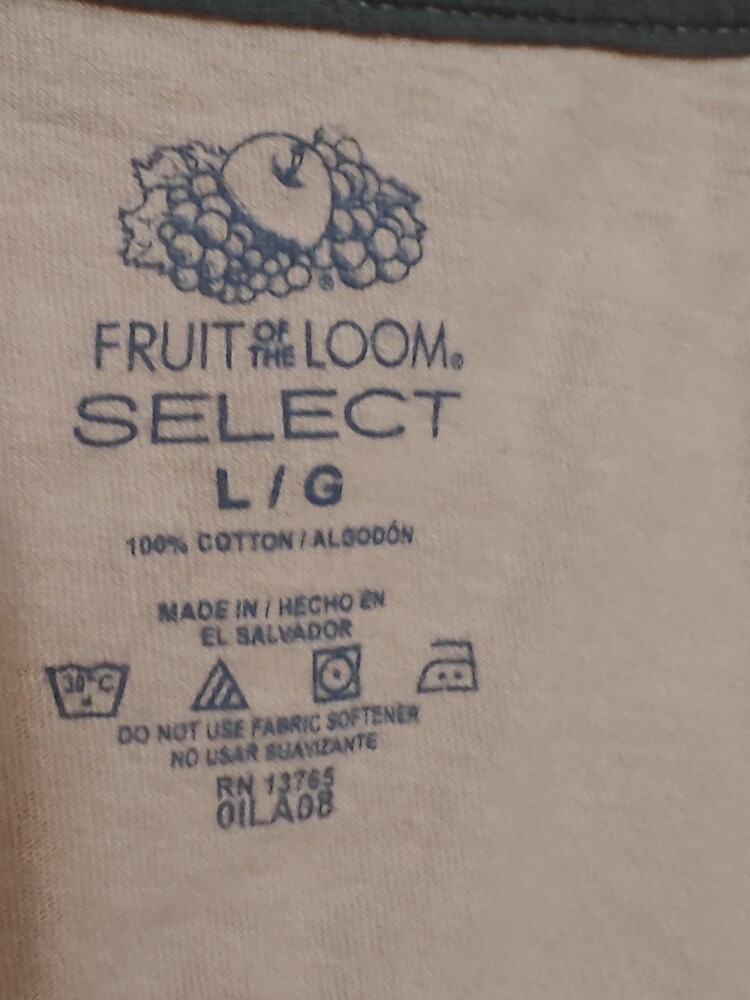 FRUIT OF THE LOOM®
SELECT
L / G
100% COTTON / ALGODÓN
MADE IN / HECHO EN
EL SALVADOR
30°C
DO NOT USE FABRIC SOFTENER
NO USAR SUAVIZANTE
RN 13765
0ILA08